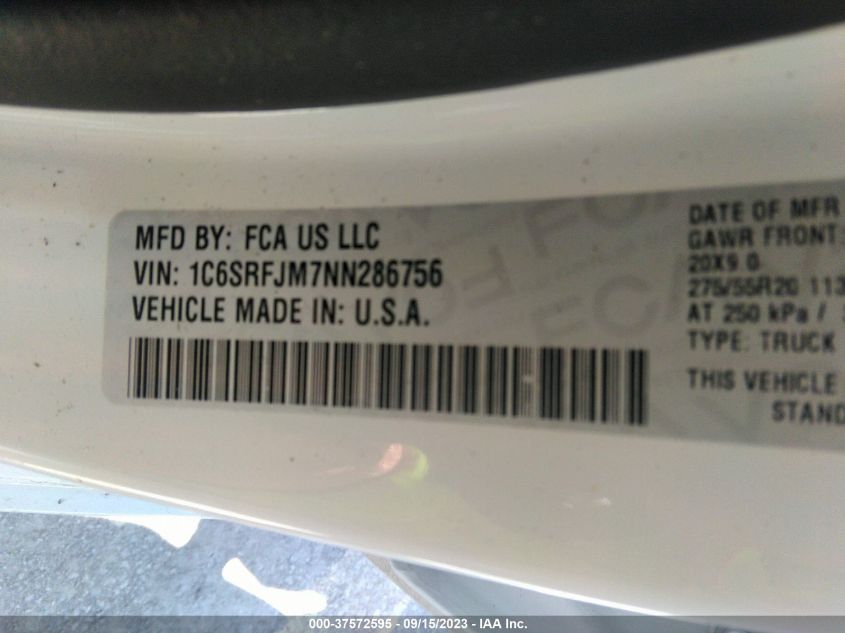 MFD BY: FCA US LLC
VIN: 1C6SRFJM7NN286756
VEHICLE MADE IN: U.S.A.
DATE OF MFR
GAWR FRONT:
20X9.0
275/55R20 113
AT 250 kPa /
TYPE: TRUCK
THIS VEHICLE
STAND
000-37572595 - 09/15/2023 - IAA Inc.